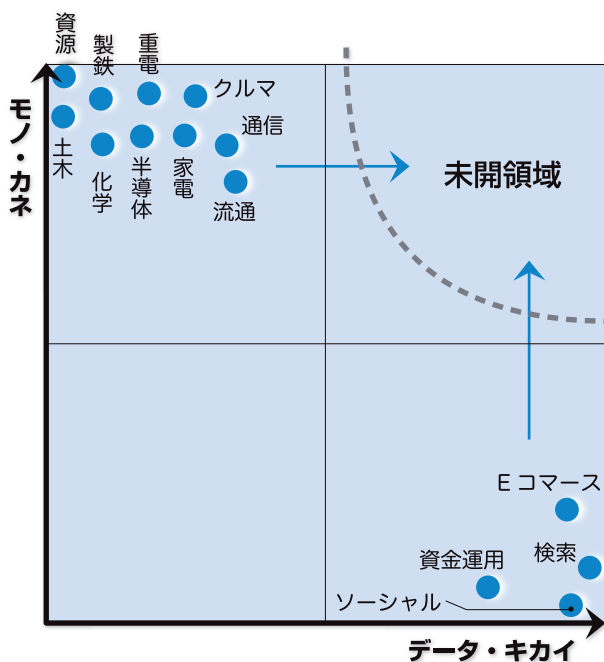 資源
製鉄
重電
クルマ
通信
モノ・カネ
土木
化学
半導体
家電
流通
未開領域
Eコマース
検索
資金運用
ソーシャル
データ・キカイ